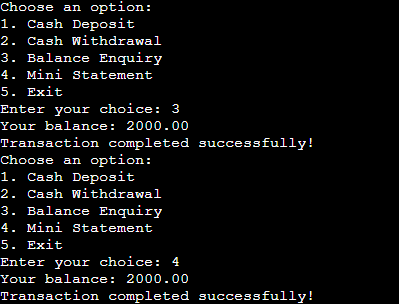 Choose an option:
1. Cash Deposit
2. Cash Withdrawal
3. Balance Enquiry
4. Mini Statement
5. Exit
Enter your choice: 3
Your balance: 2000.00
Transaction completed successfully!
Choose an option:
1. Cash Deposit
2. Cash Withdrawal
3. Balance Enquiry
4. Mini Statement
5. Exit
Enter your choice: 4
Your balance: 2000.00
Transaction completed successfully!